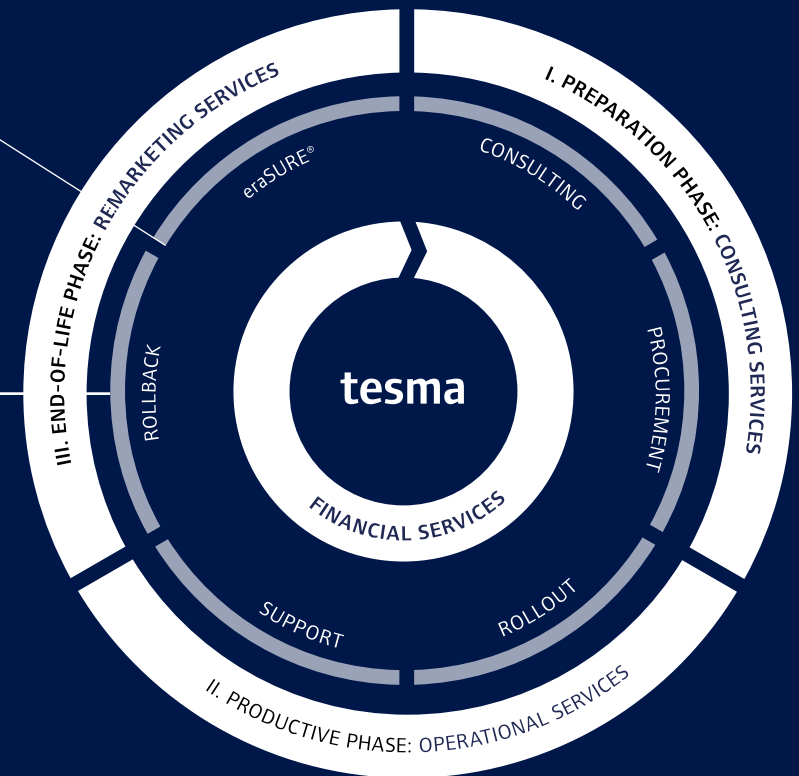 I. PREPARATION PHASE: CONSULTING SERVICES
CONSULTING
PROCUREMENT
II. PRODUCTIVE PHASE: OPERATIONAL SERVICES
ROLLOUT
SUPPORT
III. END-OF-LIFE PHASE: REMARKETING SERVICES
ROLLBACK
eraSURE®
tesma
FINANCIAL SERVICES